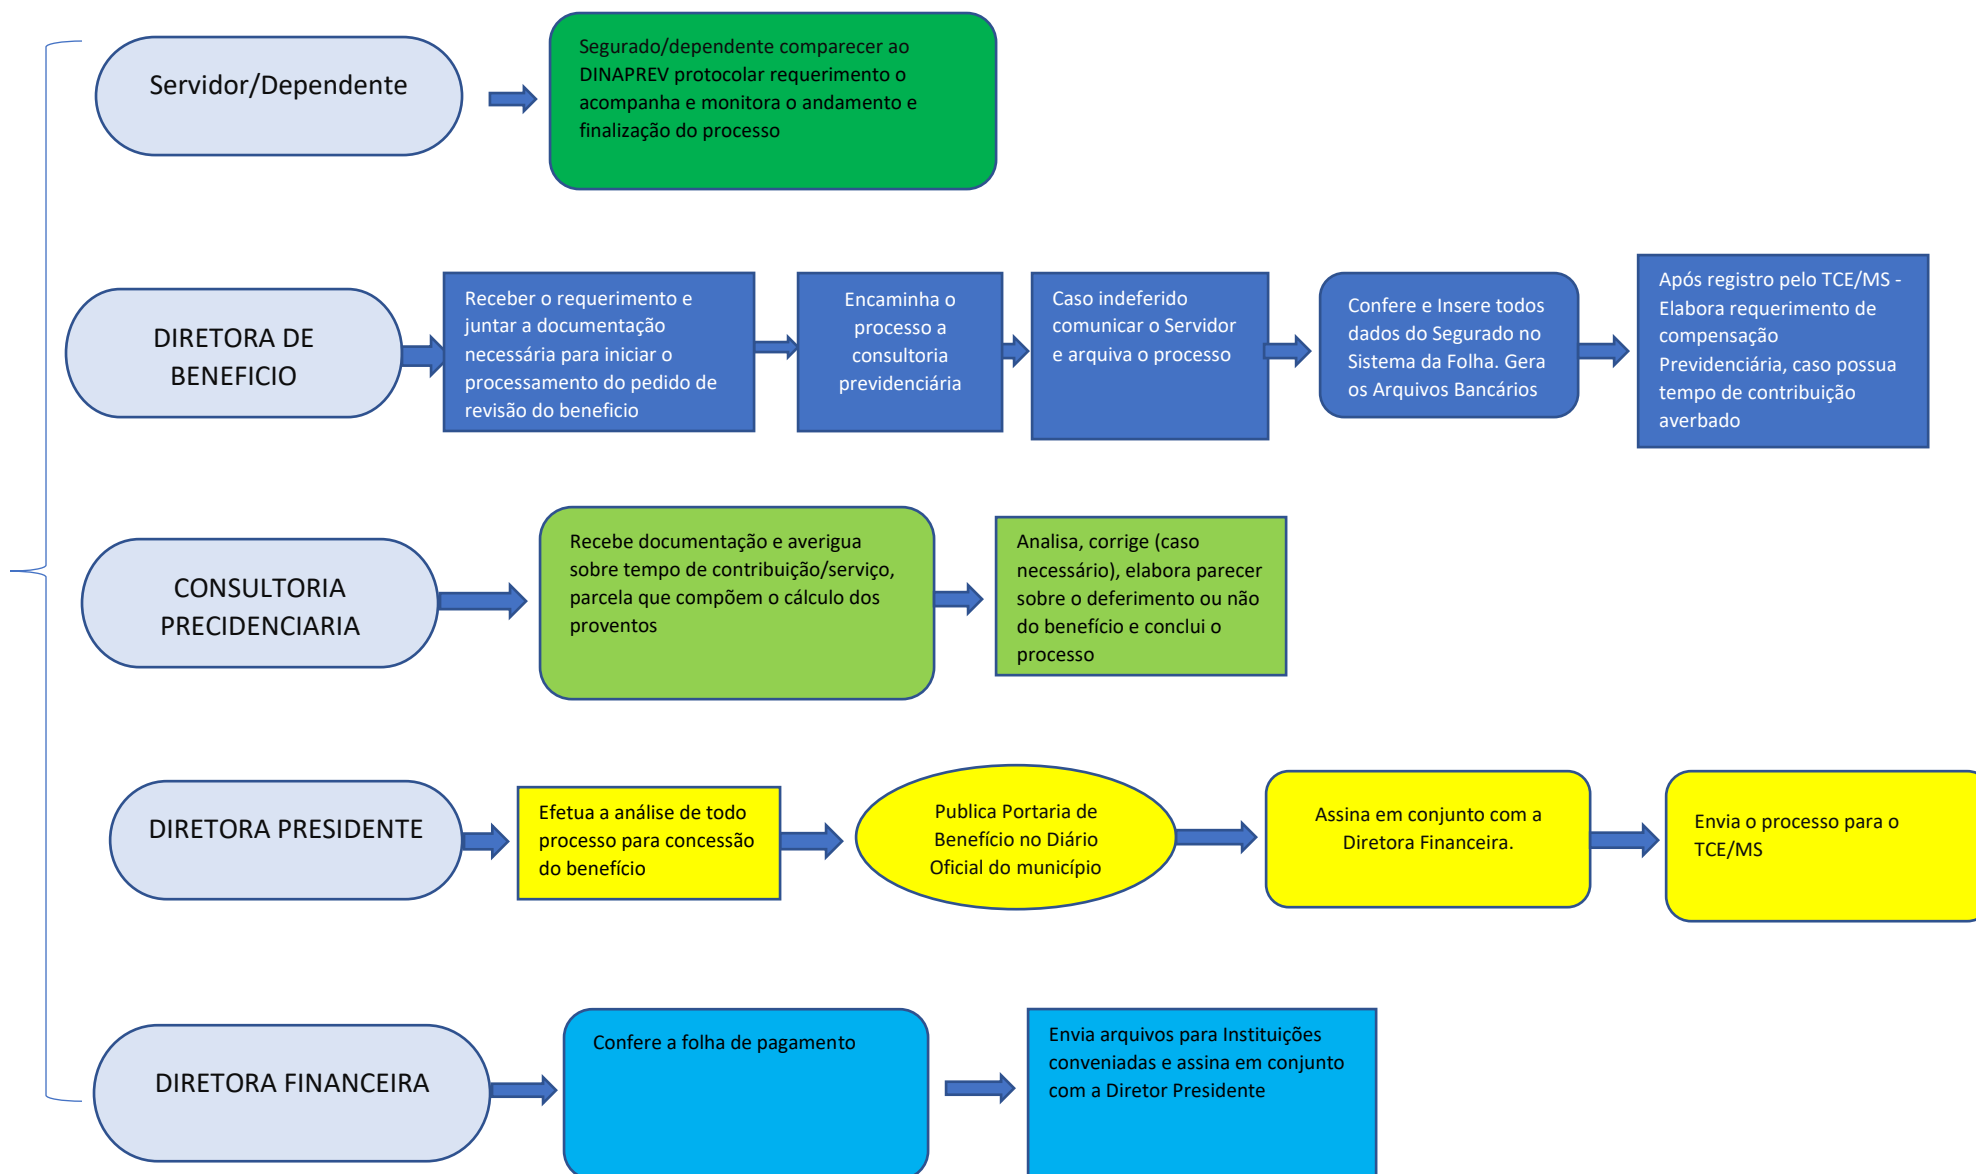 Servidor/Dependente
Segurado/dependente comparecer ao
DINAPREV protocolar requerimento o
acompanha e monitora o andamento e
finalização do processo
DIRETORA DE
BENEFICIO
Receber o requerimento e
juntar a documentação
necessária para iniciar o
processamento do pedido de
revisão do beneficio
Encaminha o
processo a
consultoria
previdenciária
Caso indeferido
comunicar o Servidor
e arquiva o processo
Confere e Insere todos
dados do Segurado no
Sistema da Folha. Gera
os Arquivos Bancários
Após registro pelo TCE/MS -
Elabora requerimento de
compensação
Previdenciária, caso possua
tempo de contribuição
averbado
CONSULTORIA
PRECIDENCIARIA
Recebe documentação e averigua
sobre tempo de contribuição/serviço,
parcela que compõem o cálculo dos
proventos
Analisa, corrige (caso
necessário), elabora parecer
sobre o deferimento ou não
do benefício e conclui o
processo
DIRETORA PRESIDENTE
Efetua a análise de todo
processo para concessão
do benefício
Publica Portaria de
Benefício no Diário
Oficial do município
Assina em conjunto com a
Diretora Financeira.
Envia o processo para o
TCE/MS
DIRETORA FINANCEIRA
Confere a folha de pagamento
Envia arquivos para Instituições
conveniadas e assina em conjunto
com a Diretor Presidente